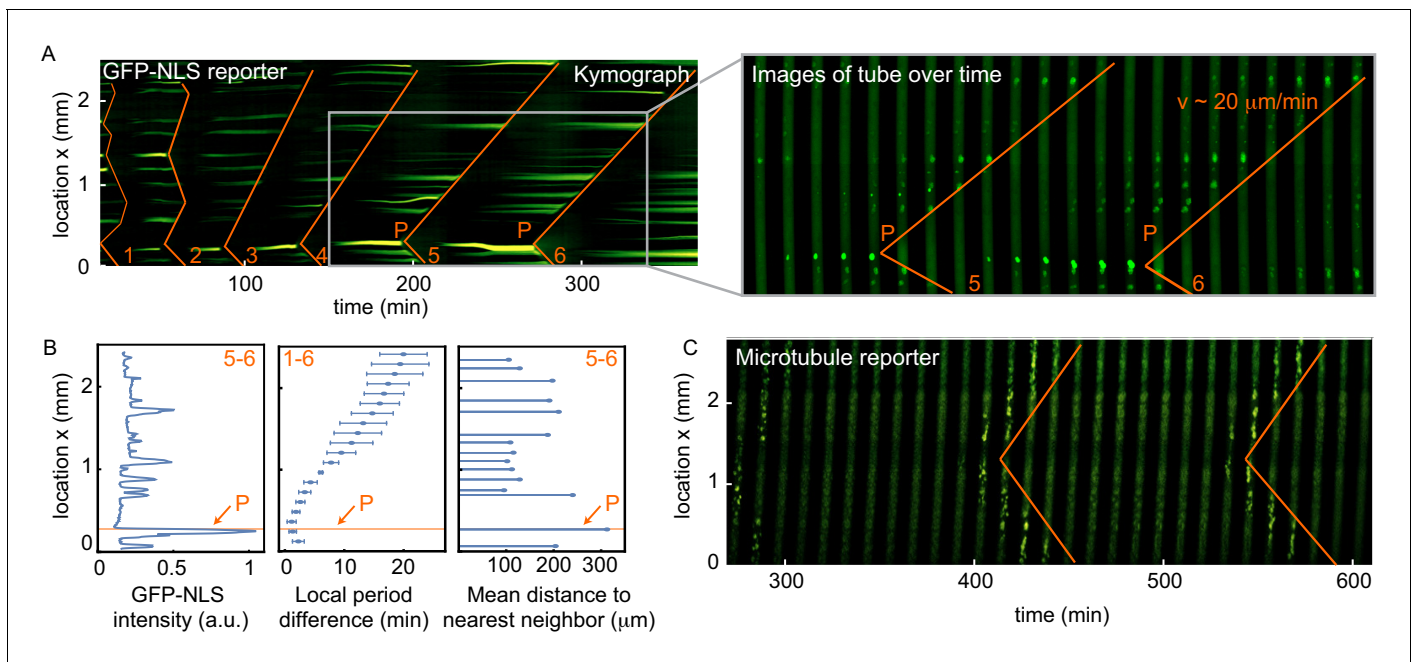 A
GFP-NLS reporter
Kymograph
location x (mm)
2
1
0
1
2
3
4
P
5
P
6
100
200
300
time (min)
Images of tube over time
v ~ 20 μm/min
P
5
P
6
B
location x (mm)
2
1
0
5-6
P
0
0.5
1
GFP-NLS
intensity (a.u.)
1-6
P
0
10
20
Local period
difference (min)
5-6
P
0
100
200
300
Mean distance to
nearest neighbor (μm)
C
Microtubule reporter
2
1
0
300
400
500
600
time (min)